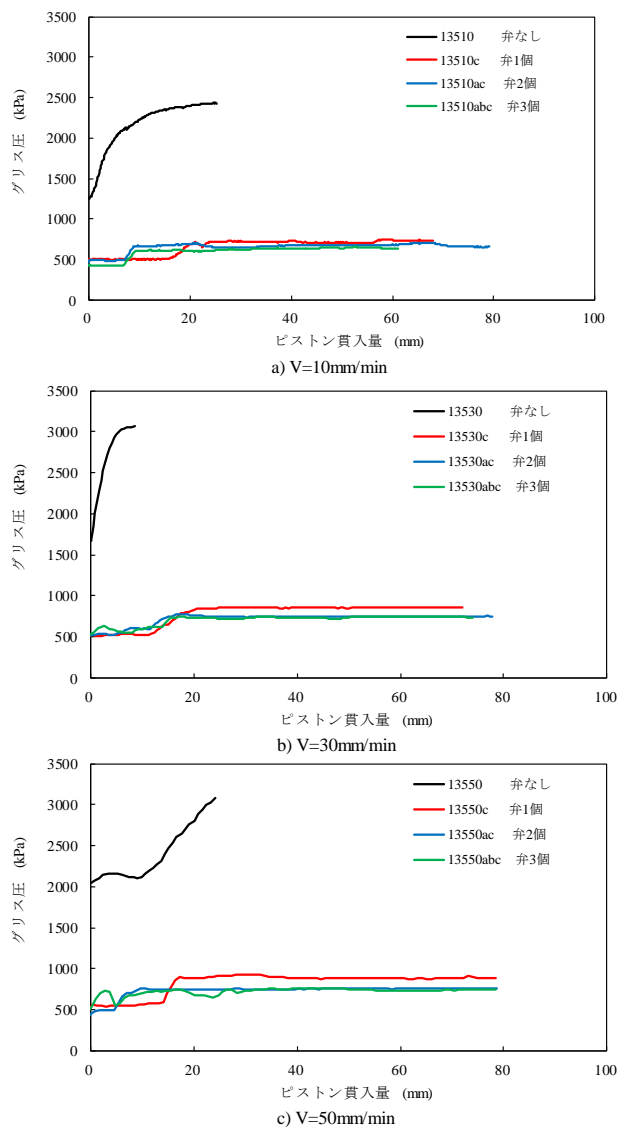 3500
3000
2500
2000
1500
1000
500
0
グリス圧 (kPa)
13510 弁なし
13510c 弁1個
13510ac 弁2個
13510abc 弁3個
0 20 40 60 80 100
ピストン貫入量 (mm)
a) V=10mm/min
3500
3000
2500
2000
1500
1000
500
0
グリス圧 (kPa)
13530 弁なし
13530c 弁1個
13530ac 弁2個
13530abc 弁3個
0 20 40 60 80 100
ピストン貫入量 (mm)
b) V=30mm/min
3500
3000
2500
2000
1500
1000
500
0
グリス圧 (kPa)
13550 弁なし
13550c 弁1個
13550ac 弁2個
13550abc 弁3個
0 20 40 60 80 100
ピストン貫入量 (mm)
c) V=50mm/min